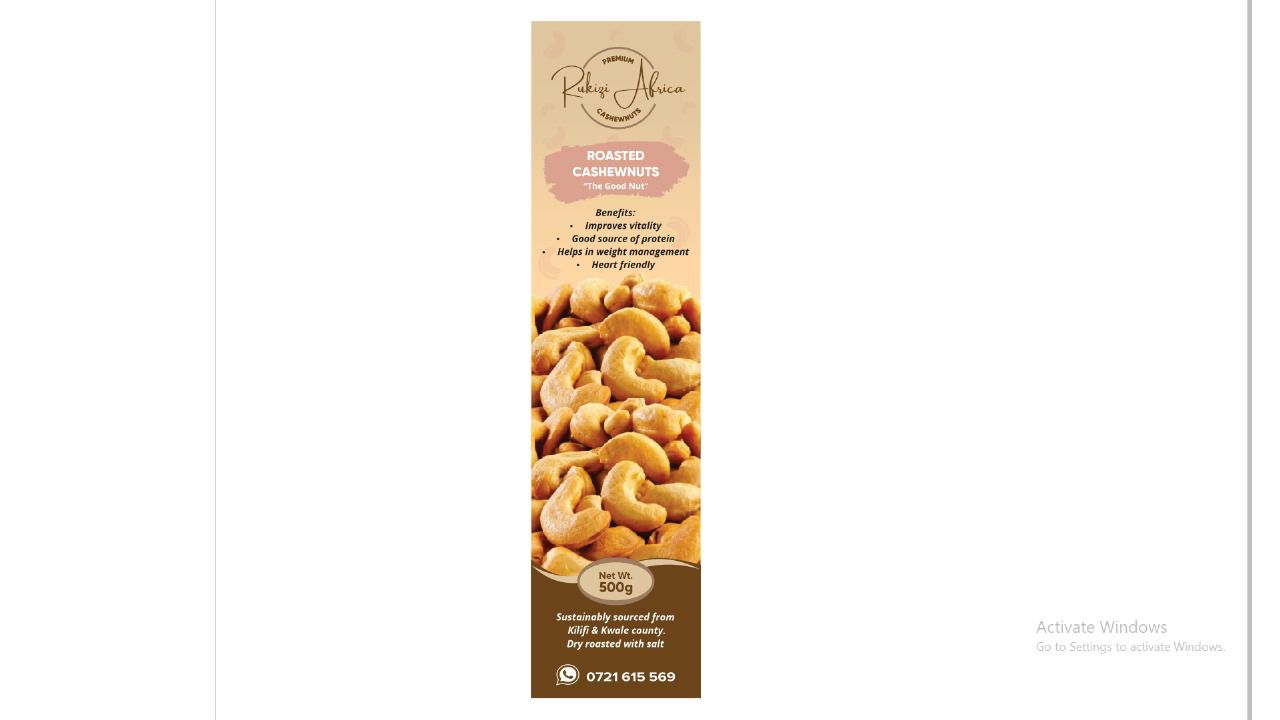 PREMIUM
Rukizi Africa
CASHEWNUTS
ROASTED
CASHEWNUTS
"The Good Nut"
Benefits:
• Improves vitality
• Good source of protein
• Helps in weight management
• Heart friendly
Net Wt.
500g
Sustainably sourced from
Kilifi & Kwale county.
Dry roasted with salt
0721 615 569
Activate Windows
Go to Settings to activate Windows.